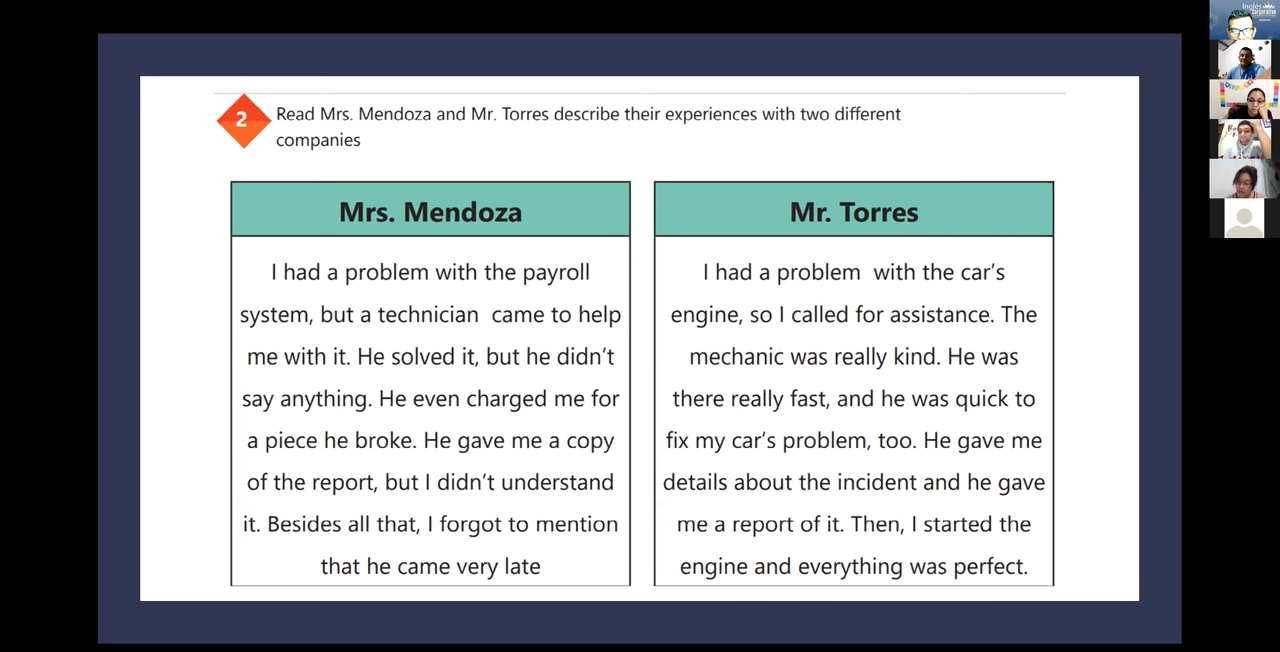 Inglés
Corporativo
2
Read Mrs. Mendoza and Mr. Torres describe their experiences with two different
companies
Mrs. Mendoza
I had a problem with the payroll
system, but a technician came to help
me with it. He solved it, but he didn't
say anything. He even charged me for
a piece he broke. He gave me a copy
of the report, but I didn't understand
it. Besides all that, I forgot to mention
that he came very late
Mr. Torres
I had a problem with the car's
engine, so I called for assistance. The
mechanic was really kind. He was
there really fast, and he was quick to
fix my car's problem, too. He gave me
details about the incident and he gave
me a report of it. Then, I started the
engine and everything was perfect.